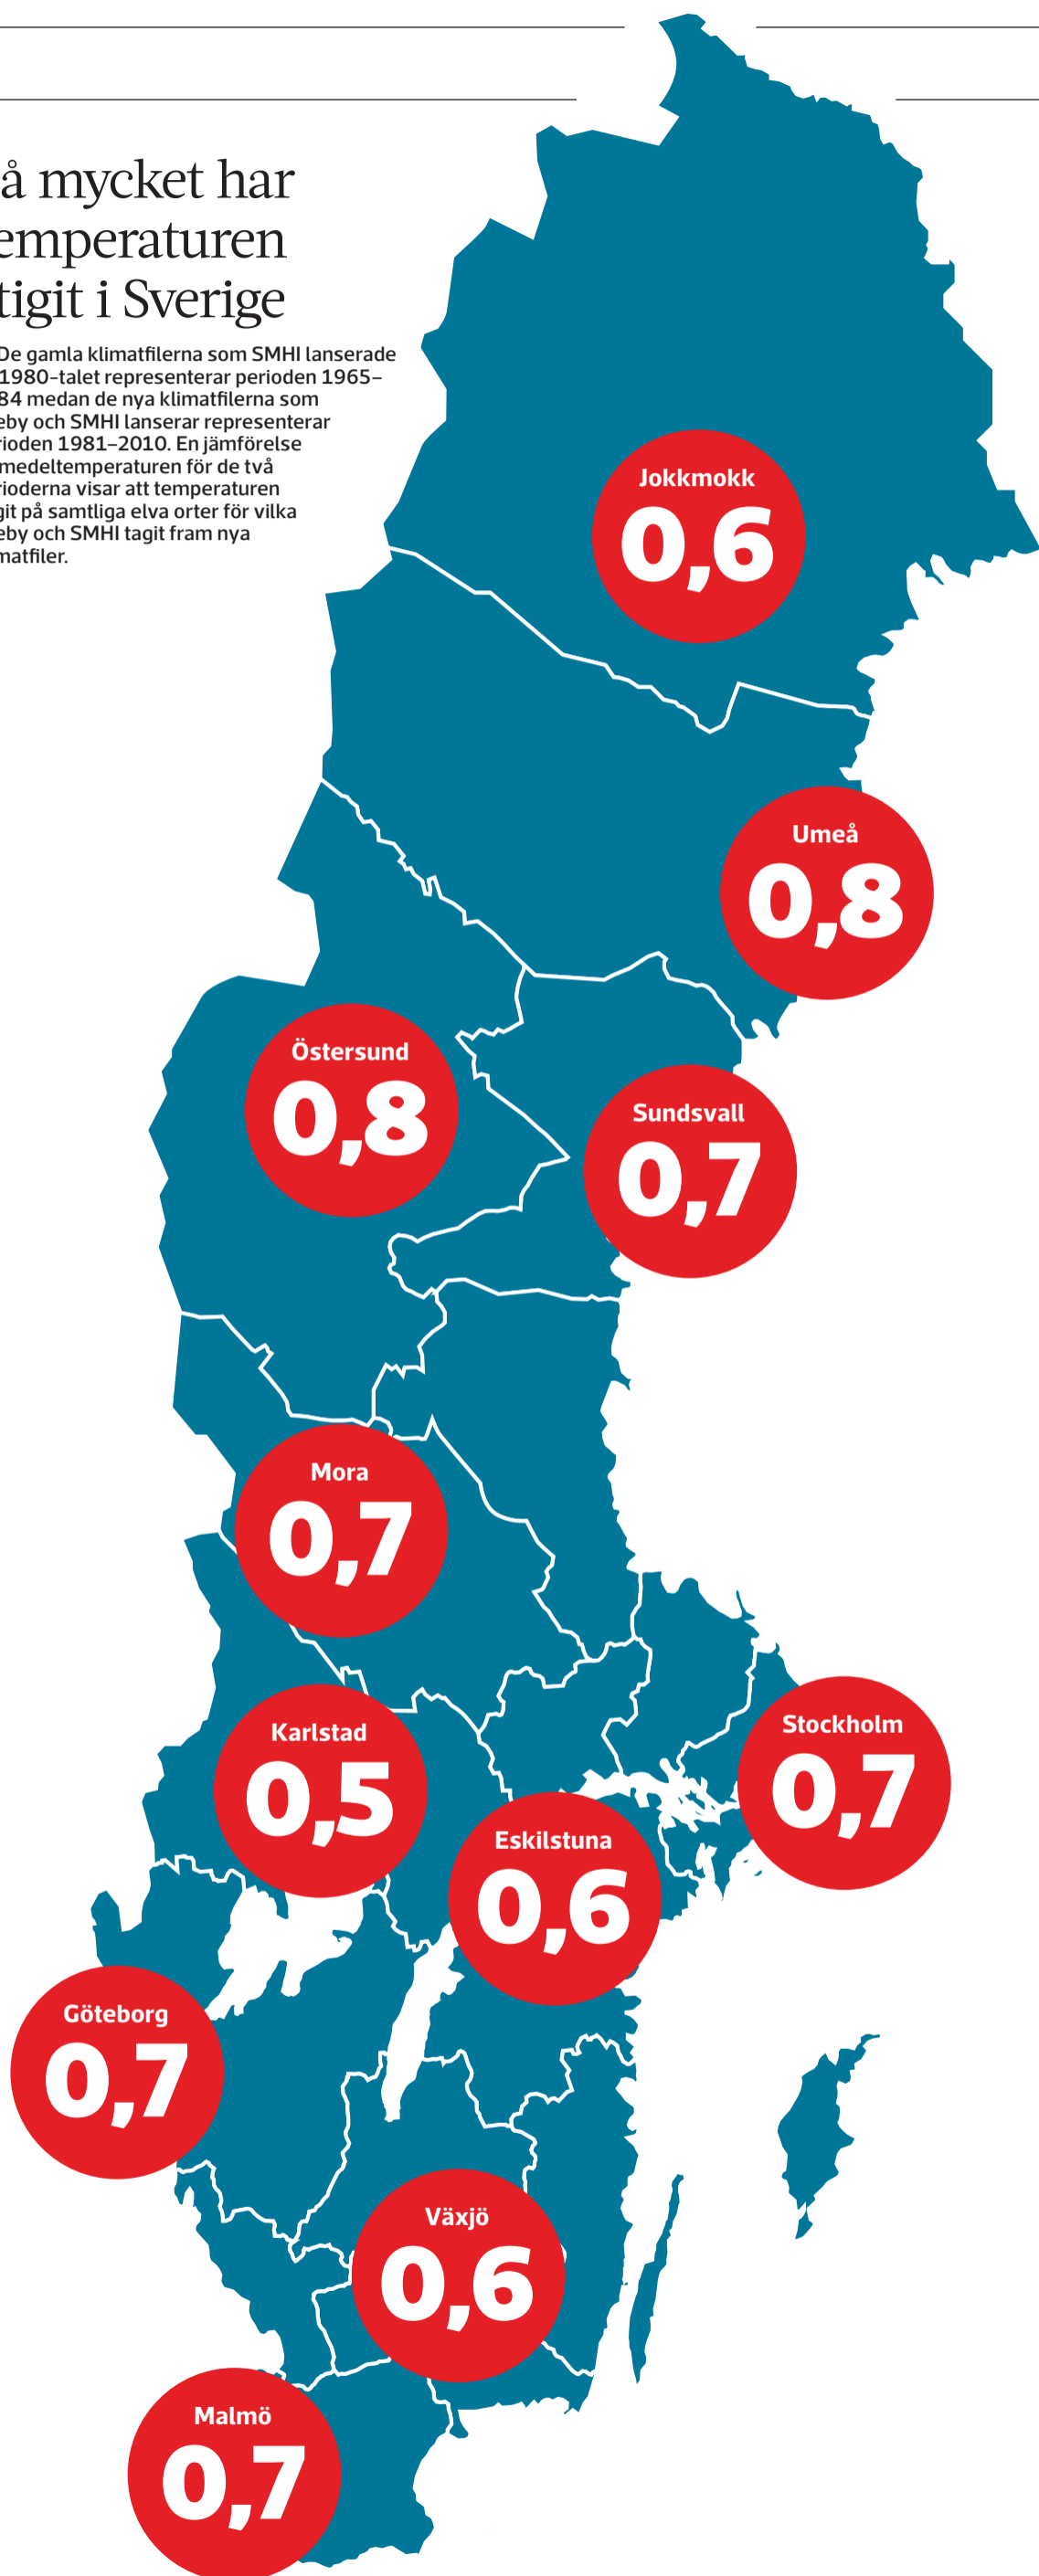 å mycket har
emperaturen
tigit i Sverige
De gamla klimatfilerna som SMHI lanserade
1980-talet representerar perioden 1965–
84 medan de nya klimatfilerna som
eby och SMHI lanserar representerar
rioden 1981–2010. En jämförelse
medeltemperaturen för de två
rioderna visar att temperaturen
git på samtliga elva orter för vilka
eby och SMHI tagit fram nya
matfiler.
Jokkmokk
0,6
Umeå
0,8
Östersund
0,8
Sundsvall
0,7
Mora
0,7
Stockholm
0,7
Karlstad
0,5
Eskilstuna
0,6
Göteborg
0,7
Växjö
0,6
Malmö
0,7